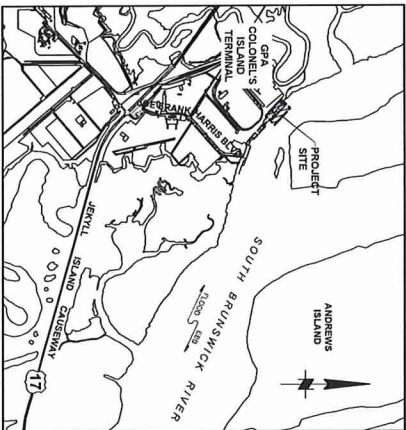 GPA
COLONEL'S
ISLAND
TERMINAL
PROJECT
SITE
ANDREWS
ISLAND
HARRIS BLVD
SOUTH BRUNSWICK RIVER
FLOOD
EBB
JEKYLL ISLAND CAUSEWAY
17